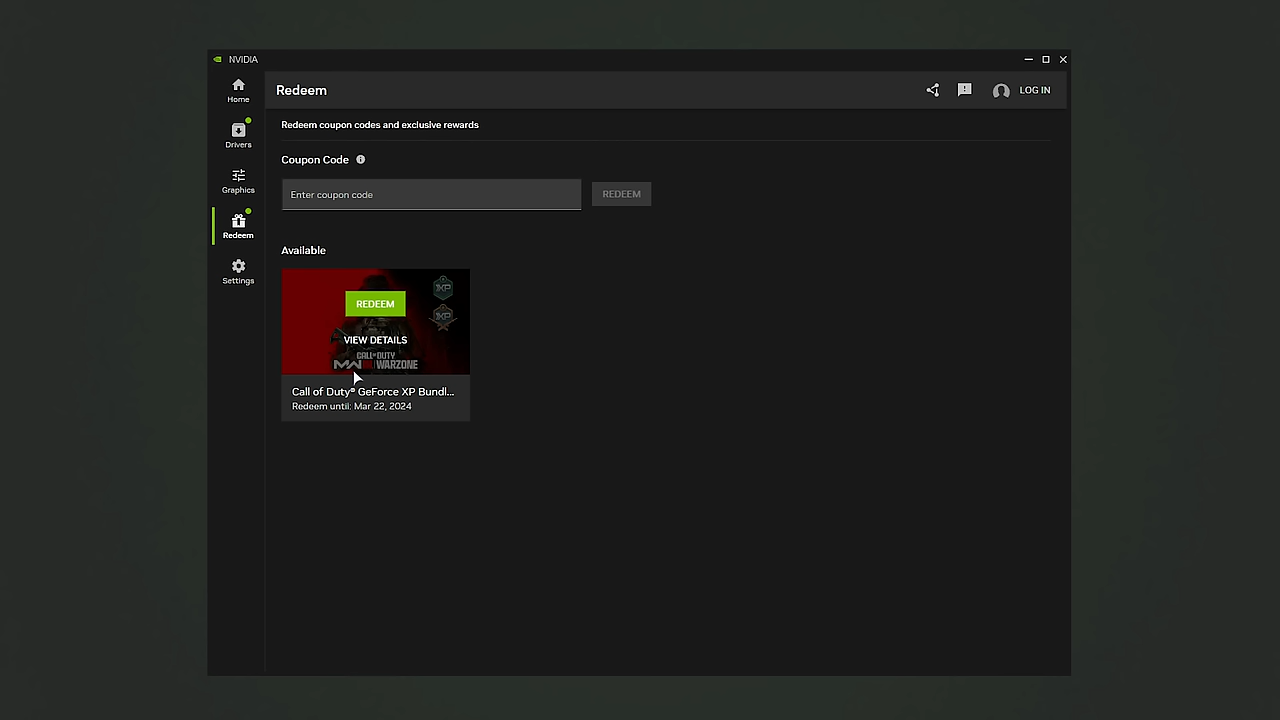 NVIDIA
Home
Drivers
Graphics
Redeem
Settings
Redeem
LOG IN
Redeem coupon codes and exclusive rewards
Coupon Code
Enter coupon code
REDEEM
Available
XP
XP
REDEEM
VIEW DETAILS
CALL OF DUTY
MWIII WARZONE
Call of Duty® GeForce XP Bundl...
Redeem until: Mar 22, 2024